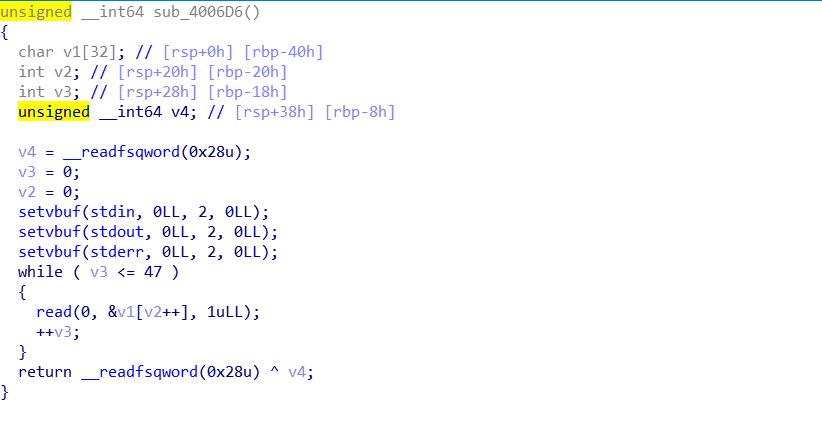 unsigned __int64 sub_4006D6()
{
  char v1[32]; // [rsp+0h] [rbp-40h]
  int v2; // [rsp+20h] [rbp-20h]
  int v3; // [rsp+28h] [rbp-18h]
  unsigned __int64 v4; // [rsp+38h] [rbp-8h]

  v4 = __readfsqword(0x28u);
  v3 = 0;
  v2 = 0;
  setvbuf(stdin, 0LL, 2, 0LL);
  setvbuf(stdout, 0LL, 2, 0LL);
  setvbuf(stderr, 0LL, 2, 0LL);
  while ( v3 <= 47 )
  {
    read(0, &v1[v2++], 1uLL);
    ++v3;
  }
  return __readfsqword(0x28u) ^ v4;
}